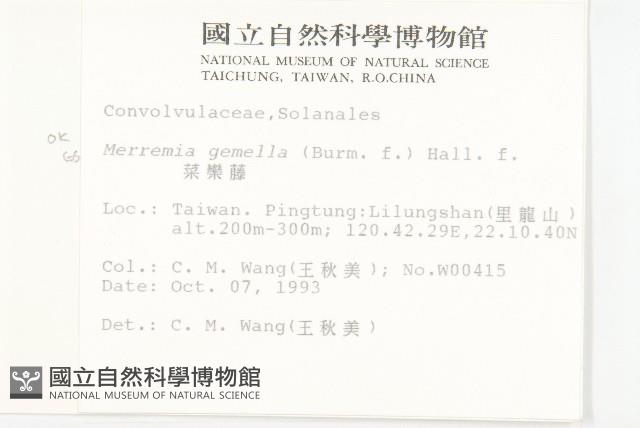 國立自然科學博物館
NATIONAL MUSEUM OF NATURAL SCIENCE
TAICHUNG, TAIWAN, R.O.CHINA
Convolvulaceae,Solanales
OK
Merremia gemella (Burm. f.) Hall. f.
菜欒藤
Loc.: Taiwan. Pingtung:Lilungshan(里龍山)
alt.200m-300m; 120.42.29E,22.10.40N
Col.: C. M. Wang(王秋美); No.W00415
Date: Oct. 07, 1993
Det.: C. M. Wang(王秋美)
國立自然科學博物館
NATIONAL MUSEUM OF NATURAL SCIENCE